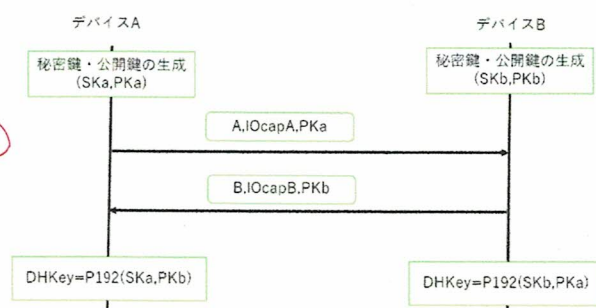 デバイスA
デバイスB
秘密鍵・公開鍵の生成
(SKa,PKa)
秘密鍵・公開鍵の生成
(SKb,PKb)
A,IOcapA,PKa
B,IOcapB,PKb
DHKey=P192(SKa,PKb)
DHKey=P192(SKb,PKa)